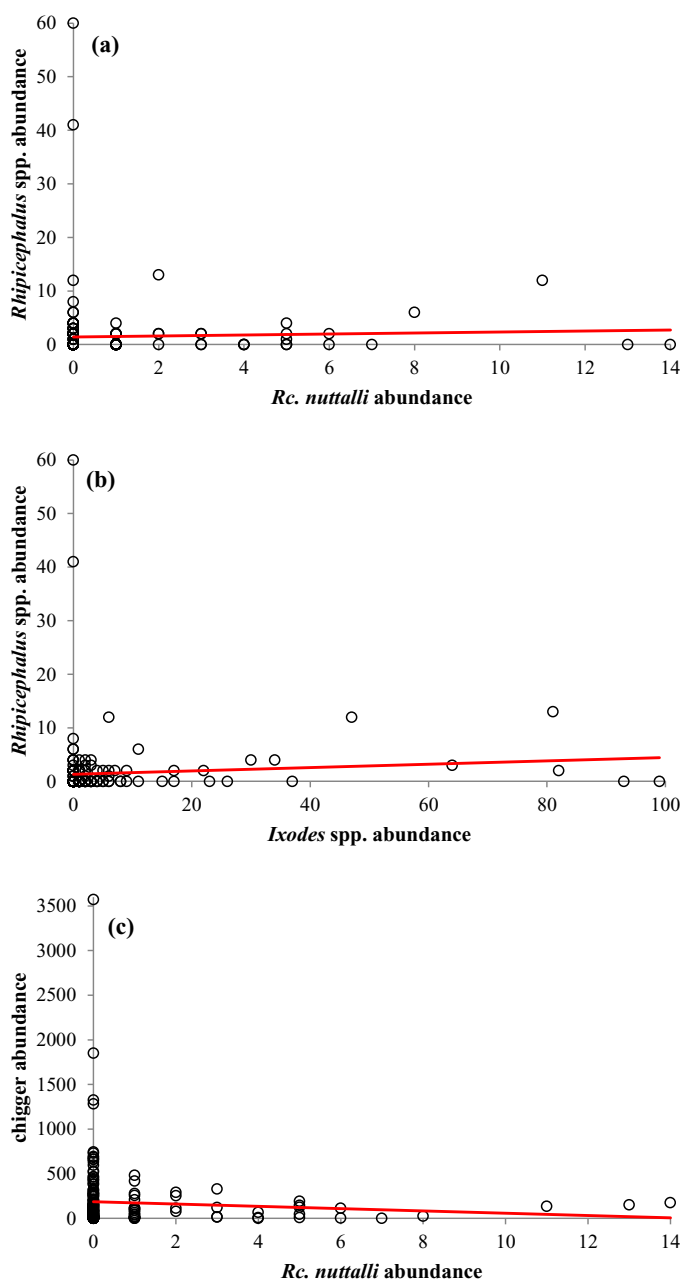 (a)
Rhipicephalus spp. abundance
60
50
40
30
20
10
0
0 2 4 6 8 10 12 14
Rc. nuttalli abundance
(b)
Rhipicephalus spp. abundance
60
50
40
30
20
10
0
0 20 40 60 80 100
Ixodes spp. abundance
(c)
chigger abundance
3500
3000
2500
2000
1500
1000
500
0
0 2 4 6 8 10 12 14
Rc. nuttalli abundance